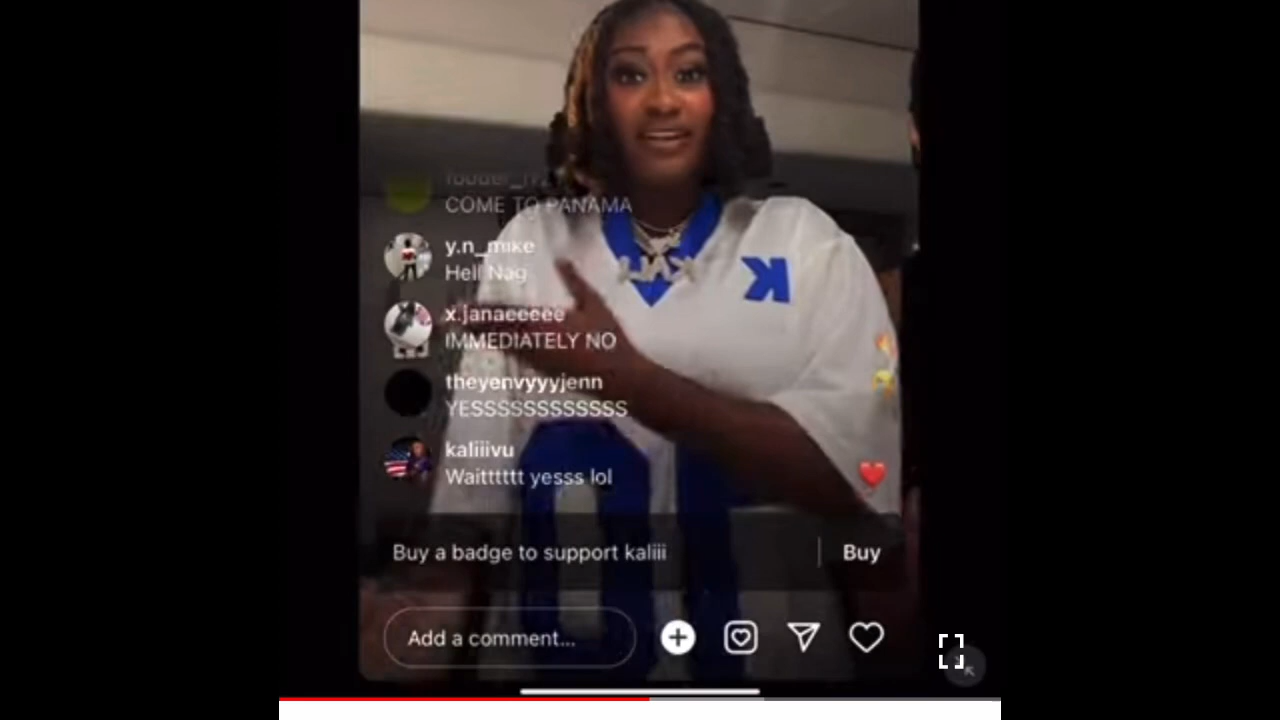 COME TO PANAMA
y.n_mike
Hell Nag
x.janaeeeee
IMMEDIATELY NO
theyenvyyyjenn
YESSSSSSSSSSSS
kaliiivu
Waitttttt yesss lol
Buy a badge to support kaliii
Buy
Add a comment...
K